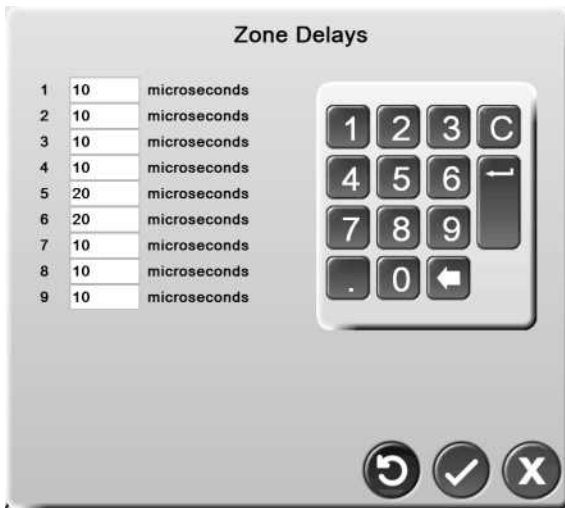 Zone Delays
1 10 microseconds
2 10 microseconds
3 10 microseconds
4 10 microseconds
5 20 microseconds
6 20 microseconds
7 10 microseconds
8 10 microseconds
9 10 microseconds
1 2 3 C
4 5 6
7 8 9
. 0